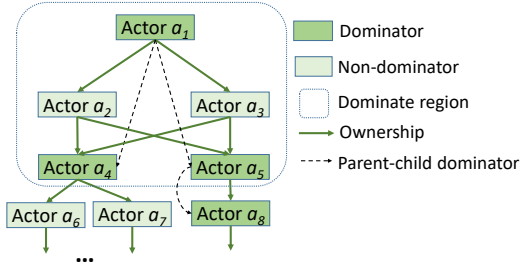 Actor a1
Actor a2
Actor a3
Actor a4
Actor a5
Actor a6
Actor a7
Actor a8
...
Dominator
Non-dominator
Dominate region
Ownership
Parent-child dominator